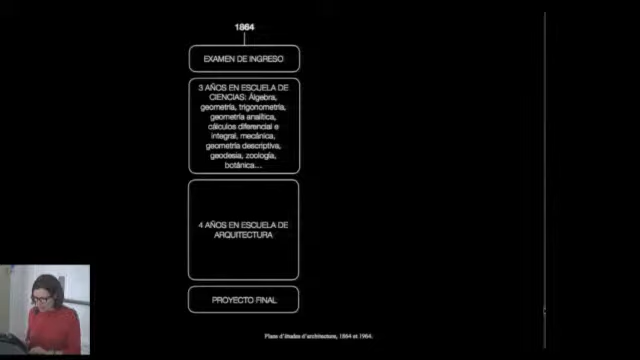 1864
EXAMEN DE INGRESO
3 AÑOS EN ESCUELA DE
CIENCIAS: Álgebra,
geometría, trigonometría,
geometría analítica,
cálculos diferencial e
integral, mecánica,
geometría descriptiva,
geodesia, zoología,
botánica...
4 AÑOS EN ESCUELA DE
ARQUITECTURA
PROYECTO FINAL
Plans d'études d'architecture, 1864 et 1964.